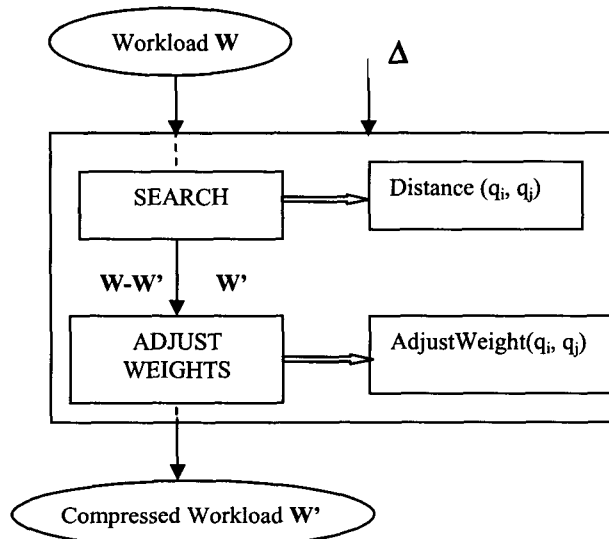 Workload W
Δ
SEARCH
Distance (qi, qj)
W-W' W'
ADJUST
WEIGHTS
AdjustWeight(qi, qj)
Compressed Workload W'